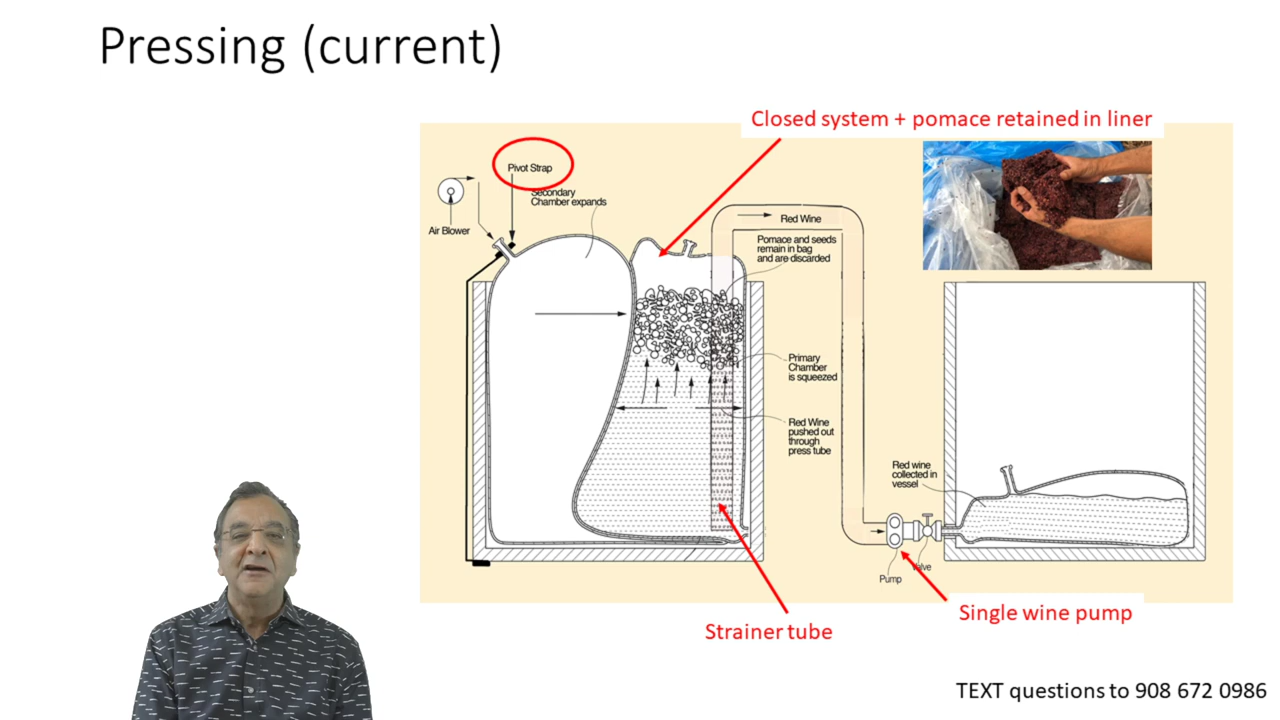 Pressing (current)
Closed system + pomace retained in liner
Pivot Strap
Secondary
Chamber expands
Air Blower
Red Wine
Pomace and seeds
remain in bag
and are discarded
Primary
Chamber
is squeezed
Red Wine
pushed out
through
press tube
Red wine
collected in
vessel
Valve
Pump
Single wine pump
Strainer tube
TEXT questions to 908 672 0986